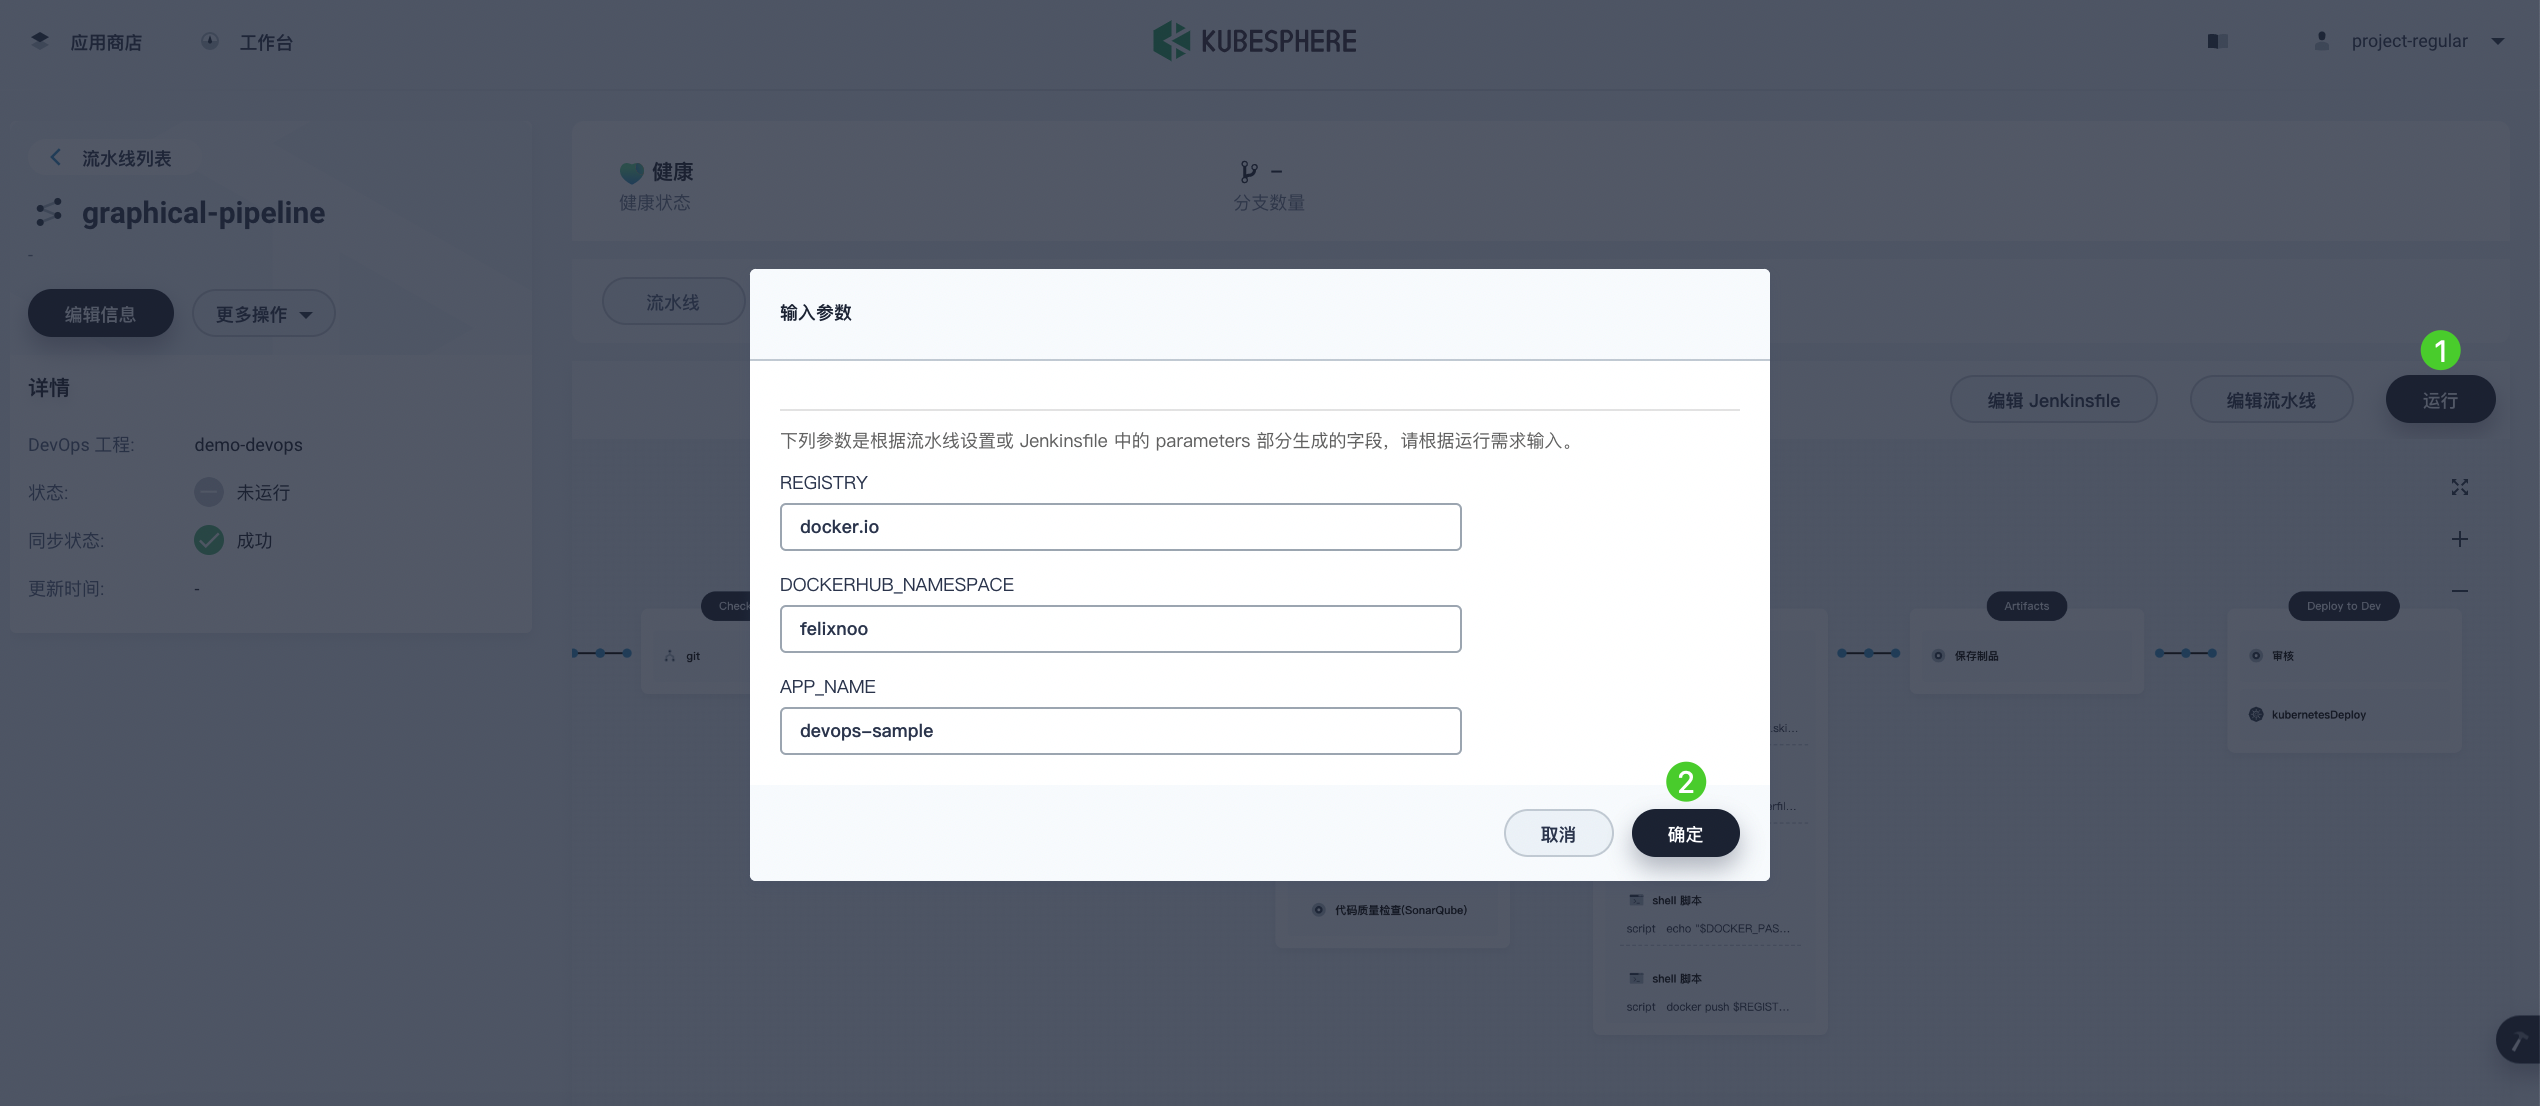 应用商店
工作台
KUBESPHERE
project-regular
流水线列表
graphical-pipeline
-
编辑信息
更多操作
详情
DevOps 工程:
demo-devops
状态:
未运行
同步状态:
成功
更新时间:
-
健康
健康状态
-
分支数量
流水线
1
编辑 Jenkinsfile
编辑流水线
运行
输入参数
下列参数是根据流水线设置或 Jenkinsfile 中的 parameters 部分生成的字段，请根据运行需求输入。
REGISTRY
docker.io
DOCKERHUB_NAMESPACE
felixnoo
APP_NAME
devops-sample
2
取消
确定
git
Artifacts
保存制品
Deploy to Dev
审核
kubernetesDeploy
代码质量检查(SonarQube)
shell 脚本
script echo "$DOCKER_PAS...
shell 脚本
script docker push $REGIST...